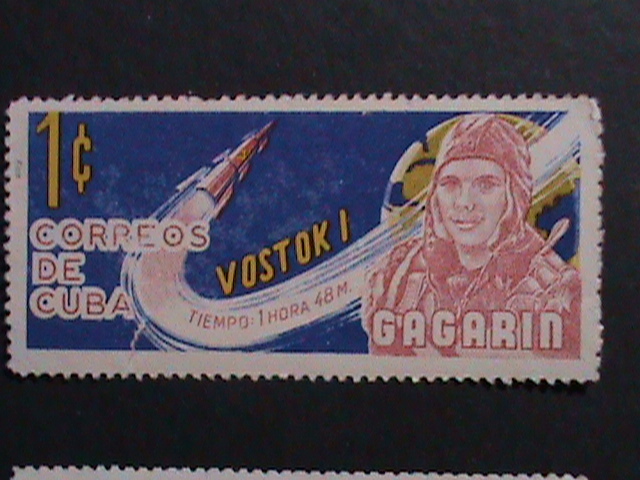 1¢
CORREOS
DE
CUBA
VOSTOK I
TIEMPO: 1 HORA 48 M.
GAGARIN